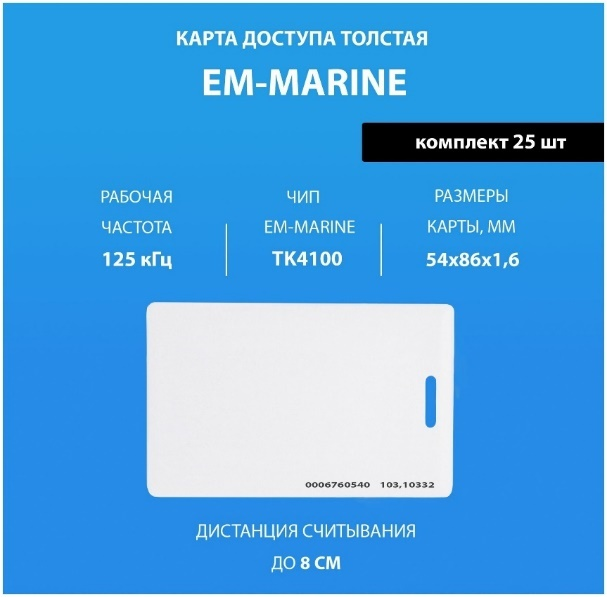 КАРТА ДОСТУПА ТОЛСТАЯ
EM-MARINE
комплект 25 шт
РАБОЧАЯ
ЧАСТОТА
125 кГц
ЧИП
EM-MARINE
TK4100
РАЗМЕРЫ
КАРТЫ, ММ
54x86x1,6
0006760540 103,10332
ДИСТАНЦИЯ СЧИТЫВАНИЯ
ДО 8 СМ